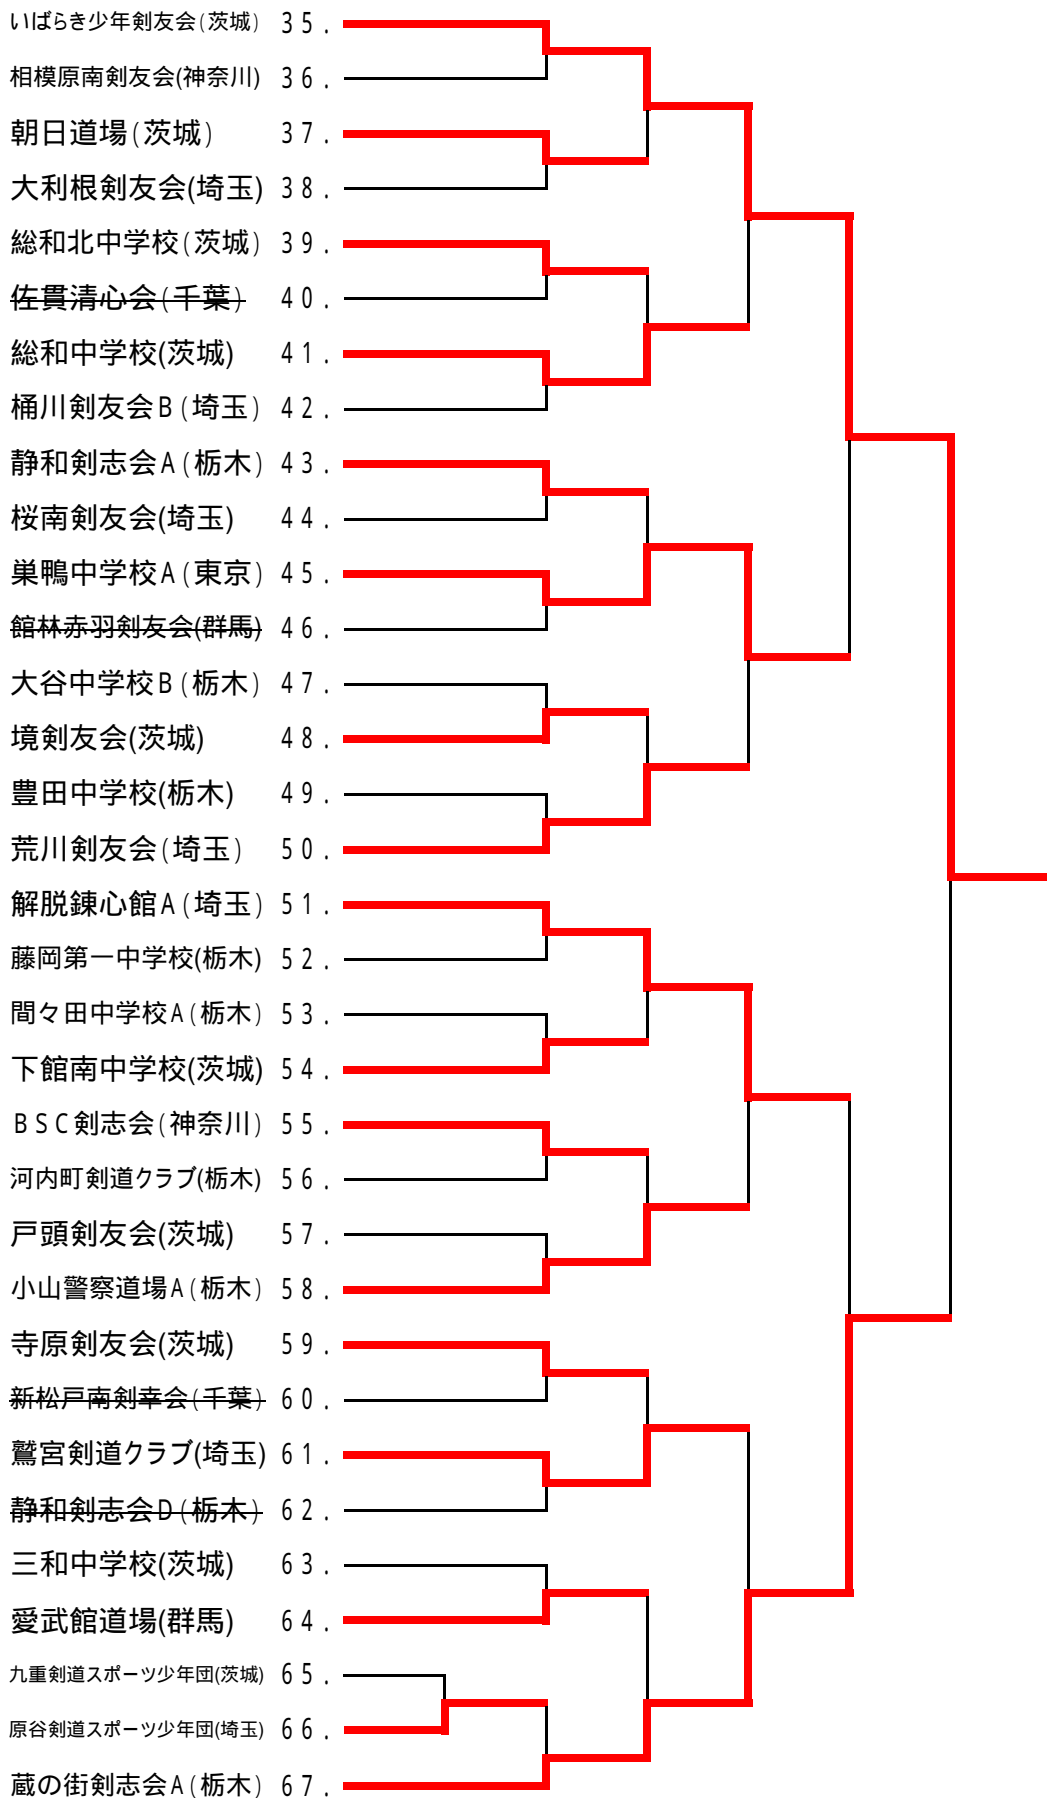 いばらき少年剣友会(茨城) 35.
相模原南剣友会(神奈川) 36.
朝日道場(茨城) 37.
大利根剣友会(埼玉) 38.
総和北中学校(茨城) 39.
佐貫清心会(千葉) 40.
総和中学校(茨城) 41.
桶川剣友会B(埼玉) 42.
静和剣志会A(栃木) 43.
桜南剣友会(埼玉) 44.
巣鴨中学校A(東京) 45.
館林赤羽剣友会(群馬) 46.
大谷中学校B(栃木) 47.
境剣友会(茨城) 48.
豊田中学校(栃木) 49.
荒川剣友会(埼玉) 50.
解脱錬心館A(埼玉) 51.
藤岡第一中学校(栃木) 52.
間々田中学校A(栃木) 53.
下館南中学校(茨城) 54.
BSC剣志会(神奈川) 55.
河内町剣道クラブ(栃木) 56.
戸頭剣友会(茨城) 57.
小山警察道場A(栃木) 58.
寺原剣友会(茨城) 59.
新松戸南剣幸会(千葉) 60.
鷲宮剣道クラブ(埼玉) 61.
静和剣志会D(栃木) 62.
三和中学校(茨城) 63.
愛武館道場(群馬) 64.
九重剣道スポーツ少年団(茨城) 65.
原谷剣道スポーツ少年団(埼玉) 66.
蔵の街剣志会A(栃木) 67.